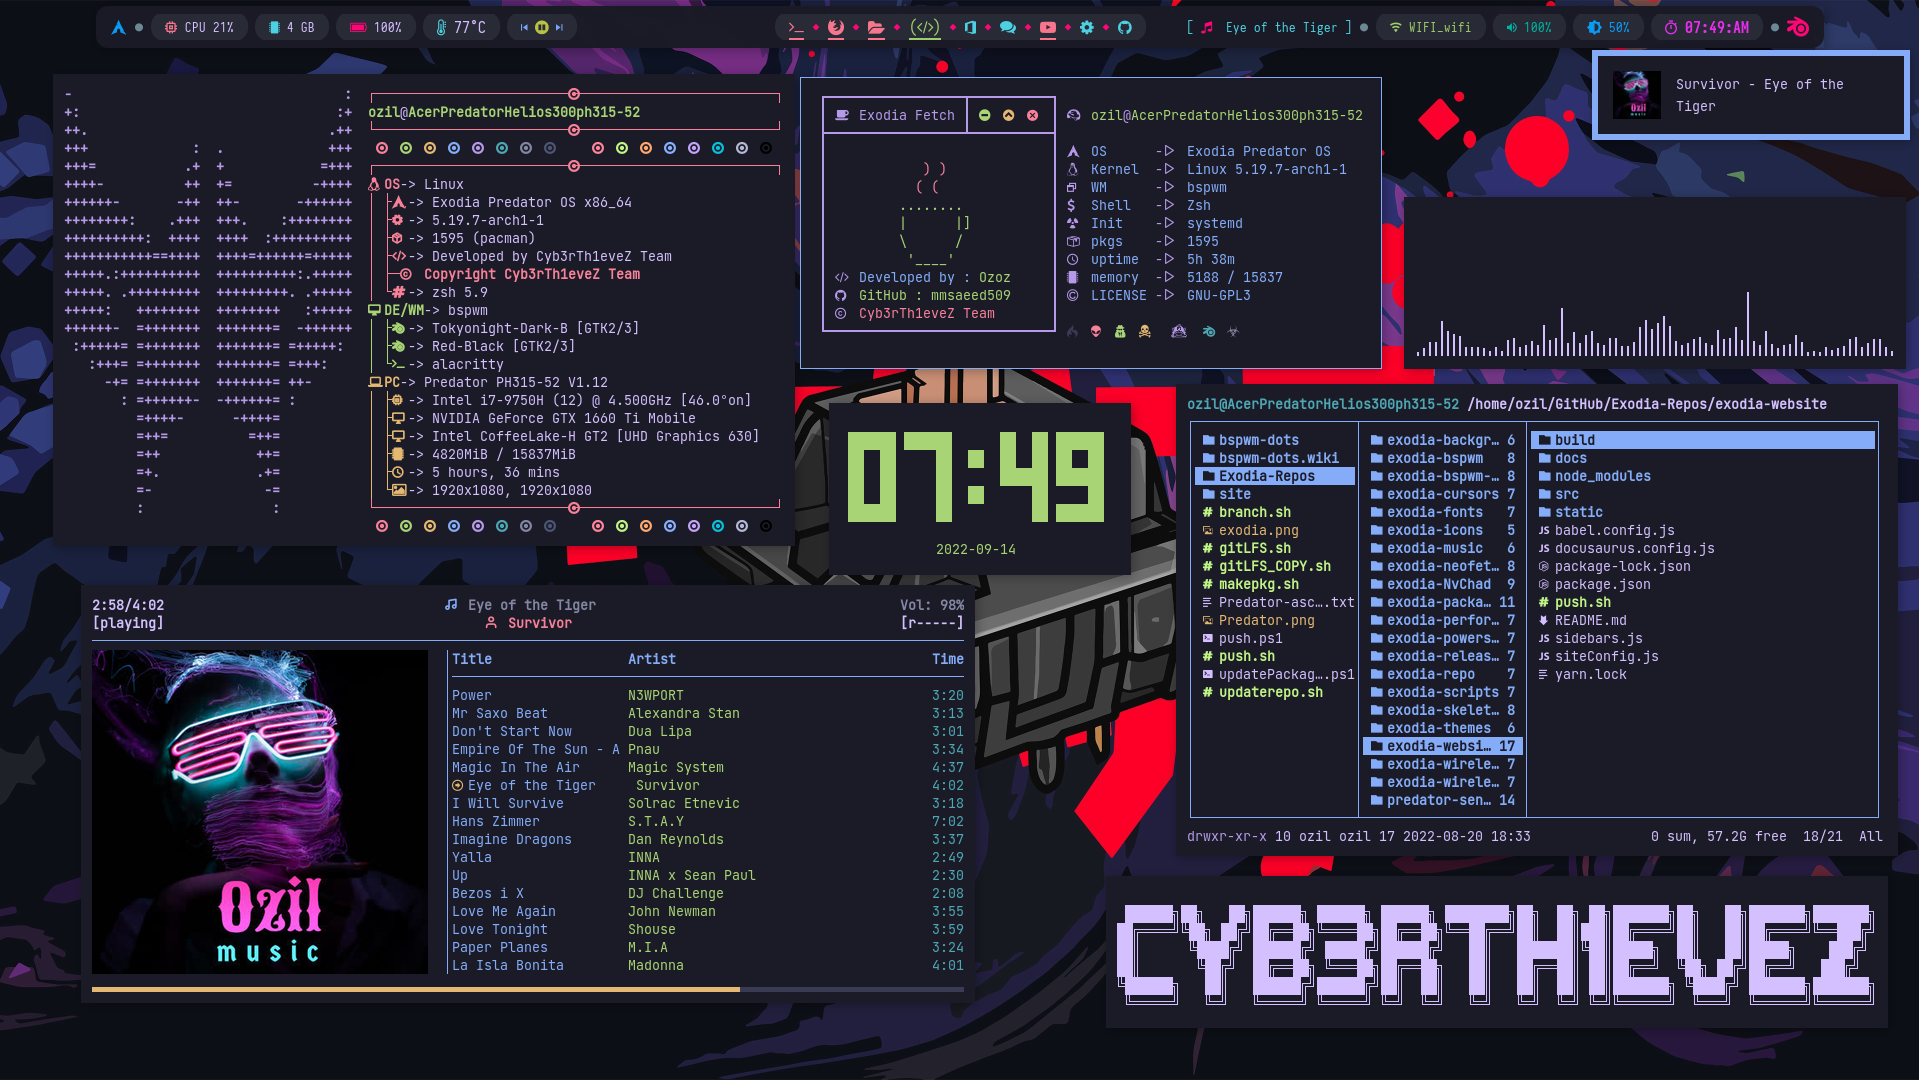 CPU 21%
4 GB
100%
77°C
[ Eye of the Tiger ]
WIFI_wifi
100%
50%
07:49:AM
Survivor - Eye of the
Tiger
ozil@AcerPredatorHelios300ph315-52
OS-> Linux
-> Exodia Predator OS x86_64
-> 5.19.7-arch1-1
-> 1595 (pacman)
-> Developed by Cyb3rTh1eveZ Team
-> Copyright Cyb3rTh1eveZ Team
-> zsh 5.9
DE/WM-> bspwm
-> Tokyonight-Dark-B [GTK2/3]
-> Red-Black [GTK2/3]
-> alacritty
PC-> Predator PH315-52 V1.12
-> Intel i7-9750H (12) @ 4.500GHz [46.0°on]
-> NVIDIA GeForce GTX 1660 Ti Mobile
-> Intel CoffeeLake-H GT2 [UHD Graphics 630]
-> 4820MiB / 15837MiB
-> 5 hours, 36 mins
-> 1920x1080, 1920x1080
Exodia Fetch
Developed by : Ozoz
GitHub : mmsaeed509
Cyb3rTh1eveZ Team
ozil@AcerPredatorHelios300ph315-52
OS -▷ Exodia Predator OS
Kernel -▷ Linux 5.19.7-arch1-1
WM -▷ bspwm
Shell -▷ Zsh
Init -▷ systemd
pkgs -▷ 1595
uptime -▷ 5h 38m
memory -▷ 5188 / 15837
LICENSE -▷ GNU-GPL3
07:49
2022-09-14
ozil@AcerPredatorHelios300ph315-52 /home/ozil/GitHub/Exodia-Repos/exodia-website
bspwm-dots
bspwm-dots.wiki
Exodia-Repos
site
# branch.sh
exodia.png
# gitLFS.sh
# gitLFS_COPY.sh
# makepkg.sh
Predator-asc….txt
Predator.png
push.ps1
# push.sh
updatePackag….ps1
# updaterepo.sh
exodia-backgr… 6
exodia-bspwm 8
exodia-bspwm-… 8
exodia-cursors 7
exodia-fonts 7
exodia-icons 5
exodia-music 6
exodia-neofet… 8
exodia-NvChad 9
exodia-packa… 11
exodia-perfor… 7
exodia-powers… 7
exodia-releas… 7
exodia-repo 7
exodia-scripts 7
exodia-skelet… 8
exodia-themes 6
exodia-websi… 17
exodia-wirele… 7
exodia-wirele… 7
predator-sen… 14
build
docs
node_modules
src
static
JS babel.config.js
JS docusaurus.config.js
package-lock.json
package.json
# push.sh
README.md
JS sidebars.js
JS siteConfig.js
yarn.lock
drwxr-xr-x 10 ozil ozil 17 2022-08-20 18:33 0 sum, 57.2G free 18/21 All
2:58/4:02 Eye of the Tiger Vol: 98%
[playing] Survivor [r-----]
Ozil
music
Title Artist Time
Power N3WPORT 3:20
Mr Saxo Beat Alexandra Stan 3:13
Don't Start Now Dua Lipa 3:01
Empire Of The Sun - A Pnau 3:34
Magic In The Air Magic System 4:37
Eye of the Tiger Survivor 4:02
I Will Survive Solrac Etnevic 3:18
Hans Zimmer S.T.A.Y 7:02
Imagine Dragons Dan Reynolds 3:37
Yalla INNA 2:49
Up INNA x Sean Paul 2:30
Bezos i X DJ Challenge 2:08
Love Me Again John Newman 3:55
Love Tonight Shouse 3:59
Paper Planes M.I.A 3:24
La Isla Bonita Madonna 4:01
CYB3RTH1EVEZ